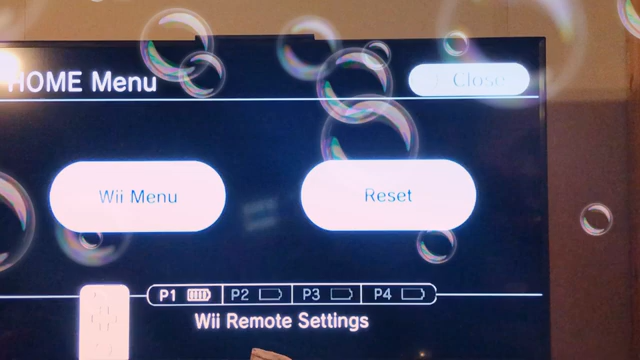 HOME Menu
Close
Wii Menu
Reset
P1 P2 P3 P4
Wii Remote Settings